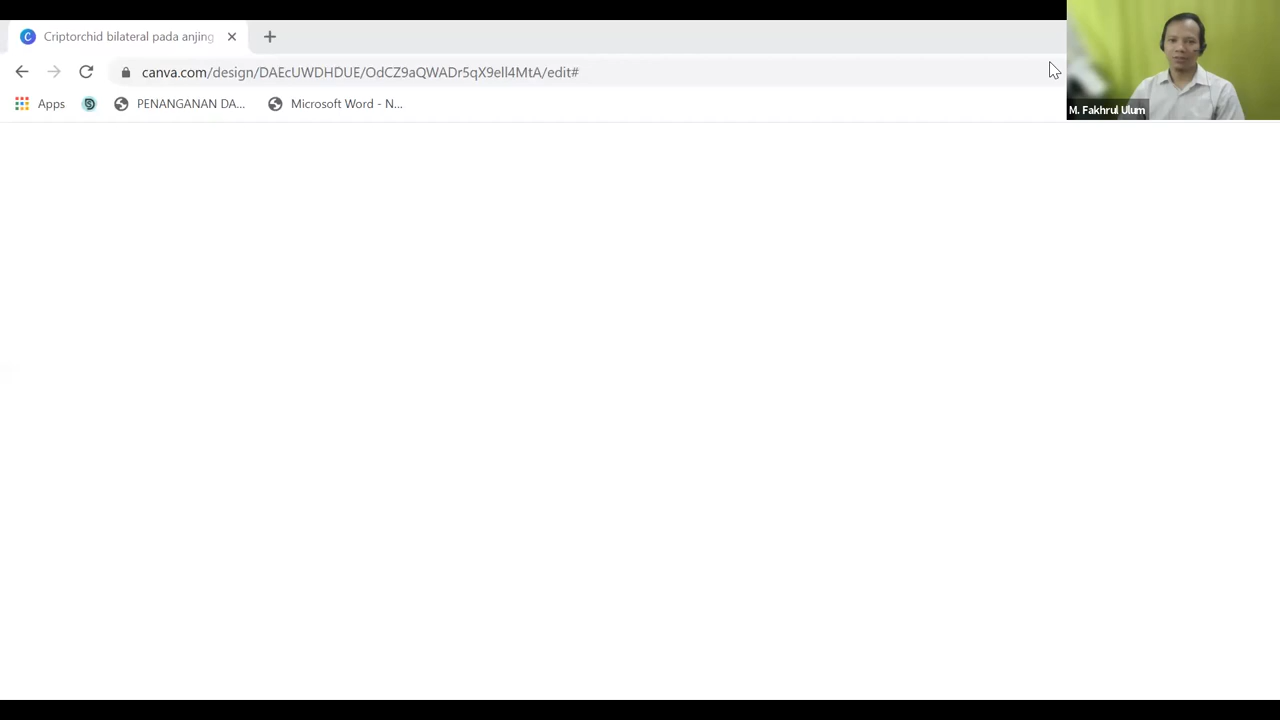 Criptorchid bilateral pada anjing
canva.com/design/DAEcUWDHDUE/OdCZ9aQWADr5qX9ell4MtA/edit#
Apps
PENANGANAN DA...
Microsoft Word - N...
M. Fakhrul Ulum